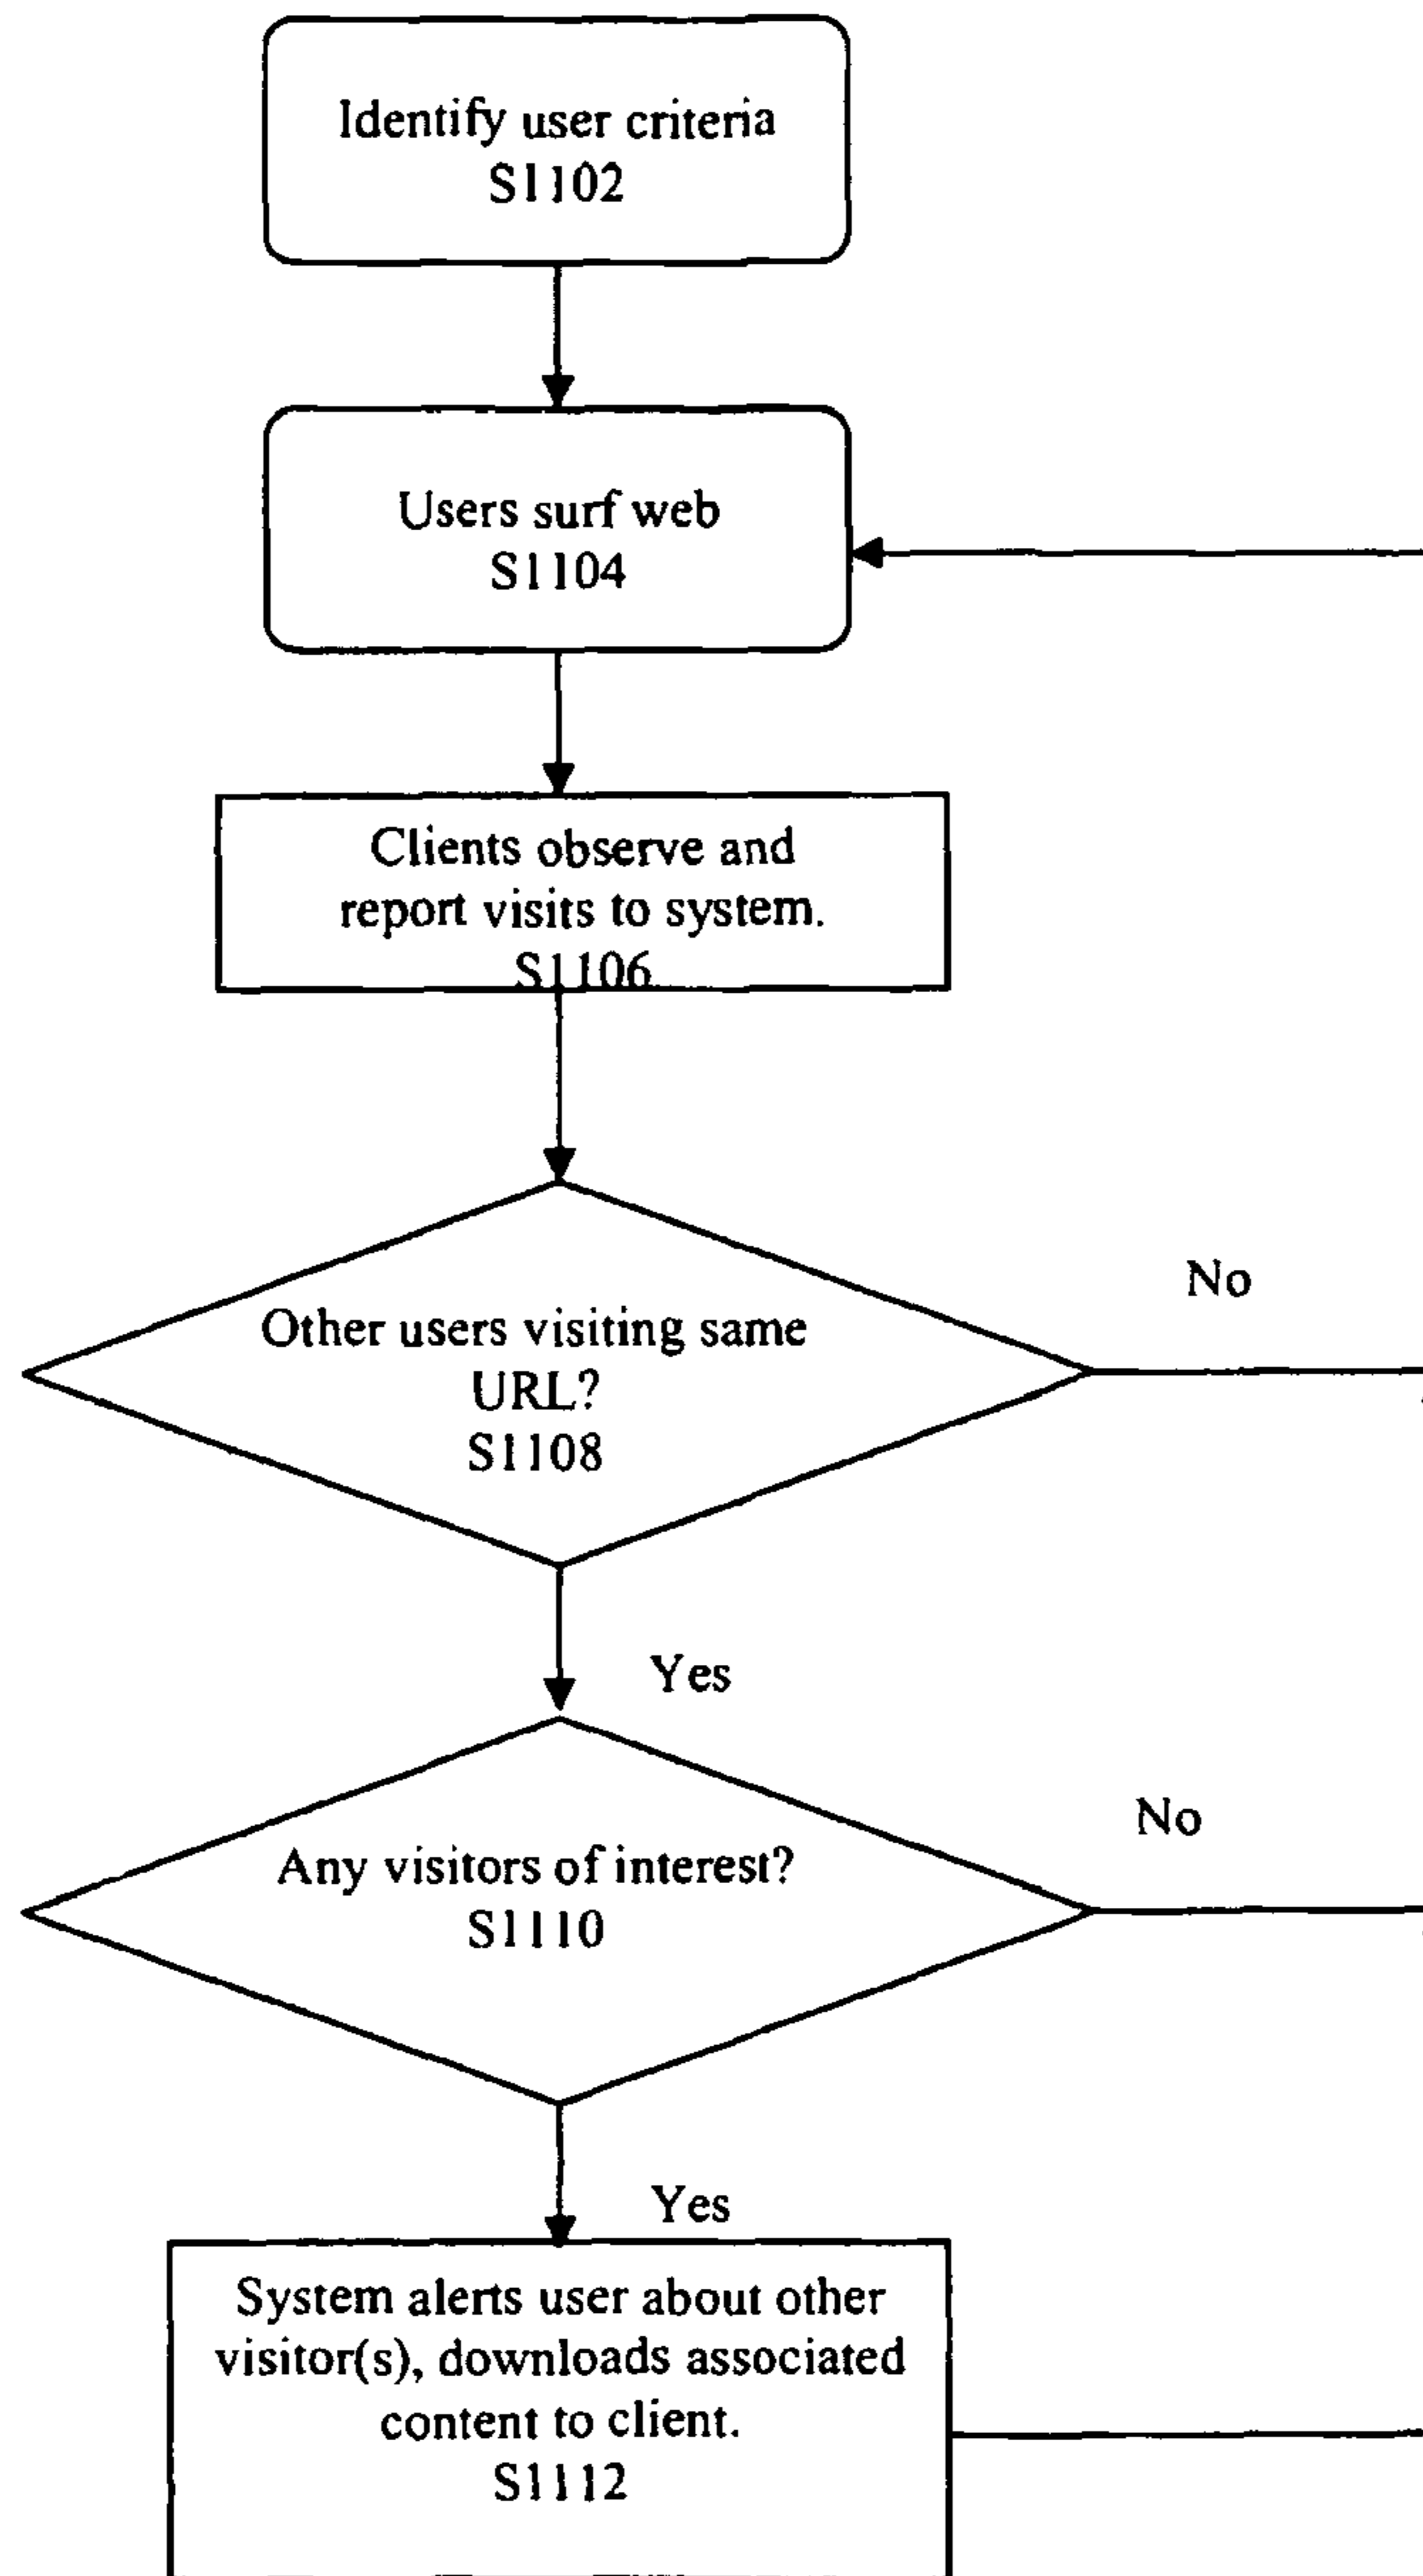 Identify user criteria
S1102
Users surf web
S1104
Clients observe and
report visits to system.
S1106
No
Other users visiting same
URL?
S1108
Yes
No
Any visitors of interest?
S1110
Yes
System alerts user about other
visitor(s), downloads associated
content to client.
S1112